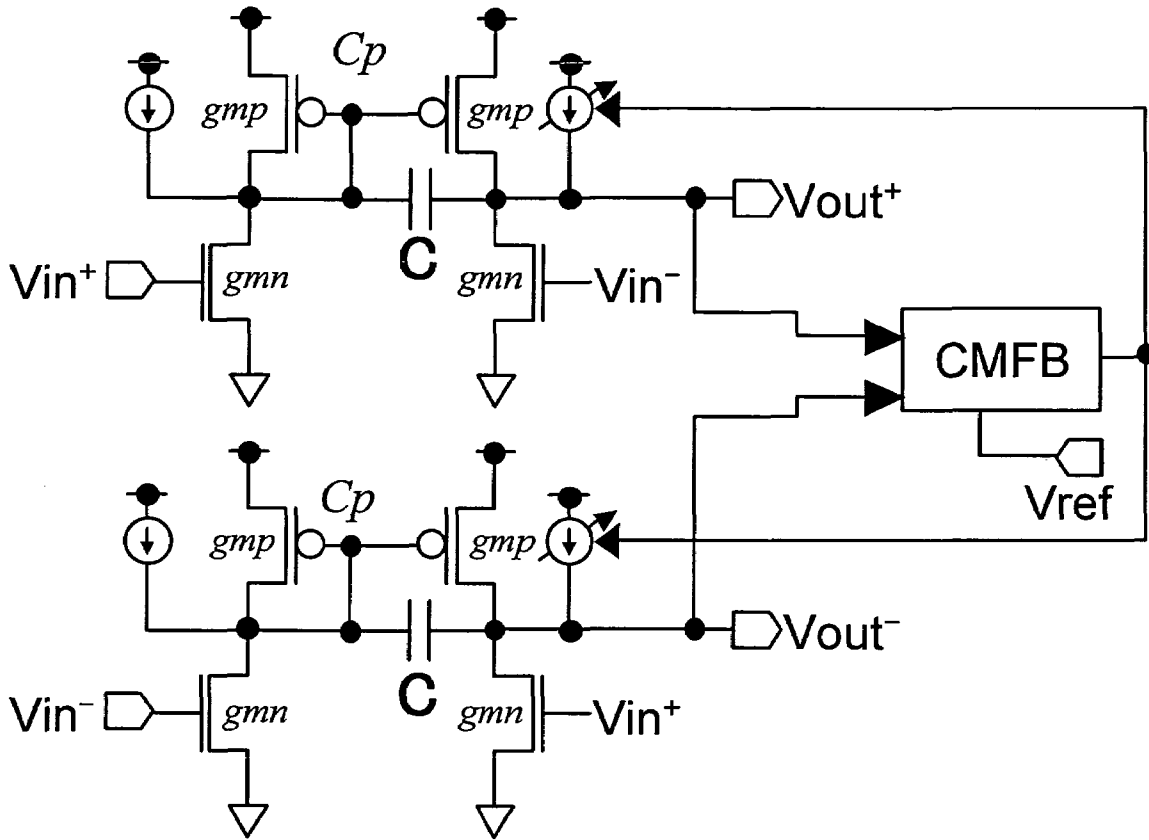 Cp
gmp
gmp
Vout⁺
C
Vin⁺
gmn
gmn
Vin⁻
CMFB
Vref
Cp
gmp
gmp
Vout⁻
C
Vin⁻
gmn
gmn
Vin⁺